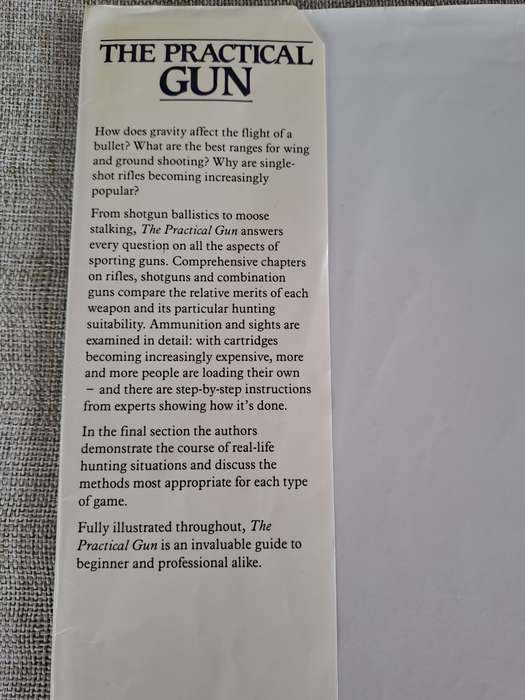 THE PRACTICAL
GUN
How does gravity affect the flight of a
bullet? What are the best ranges for wing
and ground shooting? Why are single-
shot rifles becoming increasingly
popular?
From shotgun ballistics to moose
stalking, The Practical Gun answers
every question on all the aspects of
sporting guns. Comprehensive chapters
on rifles, shotguns and combination
guns compare the relative merits of each
weapon and its particular hunting
suitability. Ammunition and sights are
examined in detail: with cartridges
becoming increasingly expensive, more
and more people are loading their own
– and there are step-by-step instructions
from experts showing how it's done.
In the final section the authors
demonstrate the course of real-life
hunting situations and discuss the
methods most appropriate for each type
of game.
Fully illustrated throughout, The
Practical Gun is an invaluable guide to
beginner and professional alike.